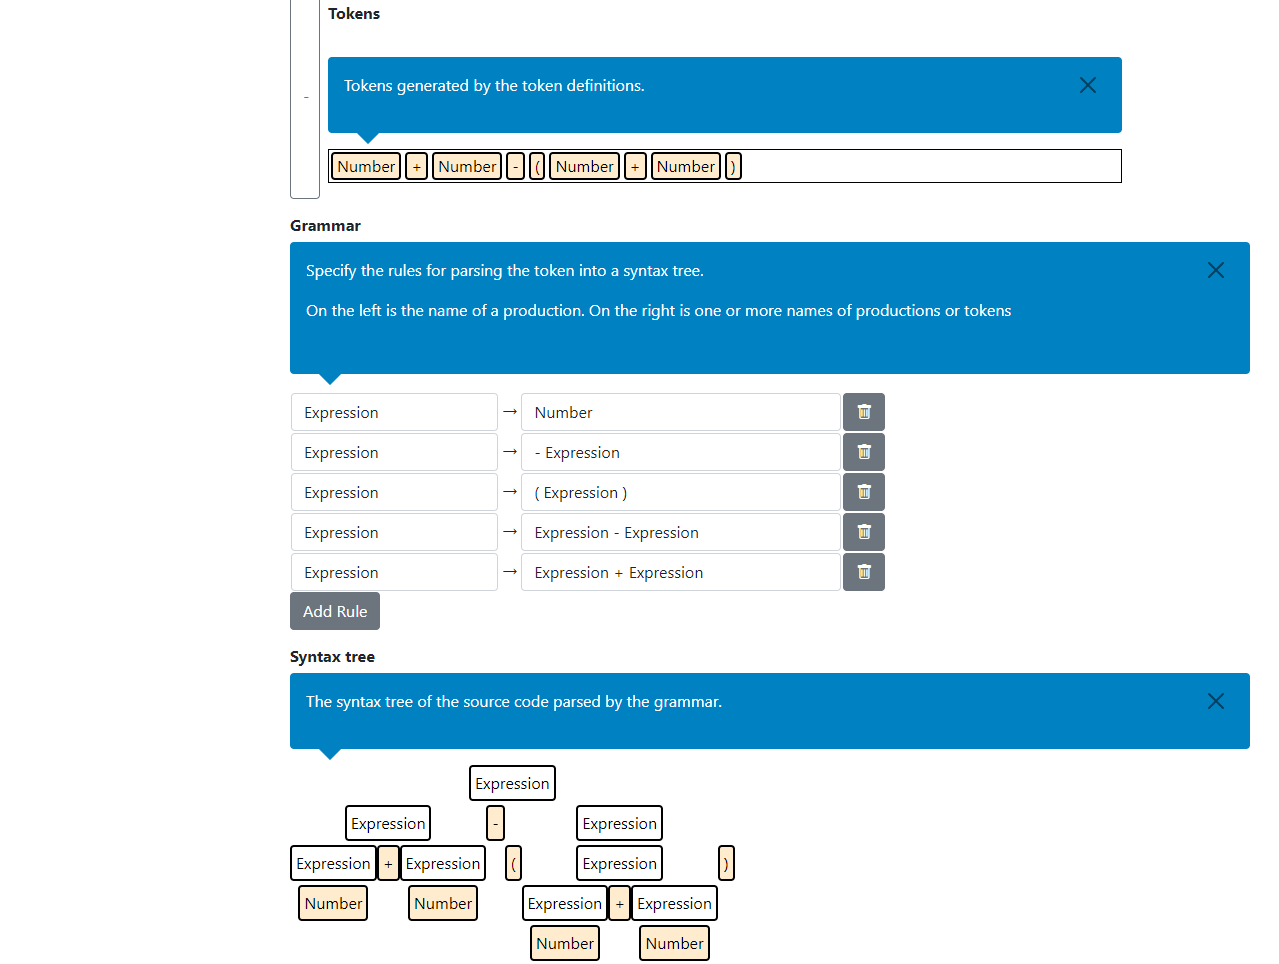 Tokens
Tokens generated by the token definitions.
-
Number + Number - ( Number + Number )
Grammar
Specify the rules for parsing the token into a syntax tree.
On the left is the name of a production. On the right is one or more names of productions or tokens
Expression → Number
Expression → - Expression
Expression → ( Expression )
Expression → Expression - Expression
Expression → Expression + Expression
Add Rule
Syntax tree
The syntax tree of the source code parsed by the grammar.
Expression
Expression - Expression
Expression + Expression ( Expression )
Number Number Expression + Expression
Number Number